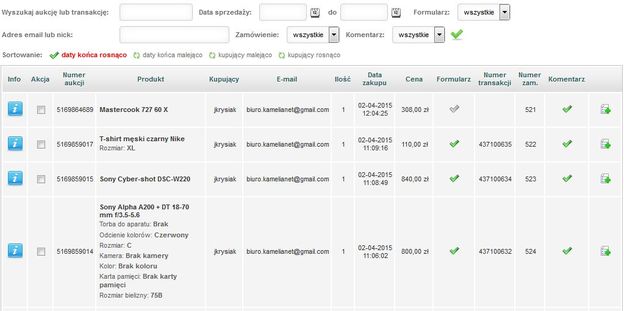 Wyszukaj aukcję lub transakcję: Data sprzedaży: do Formularz: wszystkie
Adres email lub nick: Zamówienie: wszystkie Komentarz: wszystkie
Sortowanie: daty końca rosnąco daty końca malejąco kupujący malejąco kupujący rosnąco
Info Akcja Numer aukcji Produkt Kupujący E-mail Ilość Data zakupu Cena Formularz Numer transakcji Numer zam. Komentarz
5169864689 Mastercook 727 60 X jkrysiak biuro.kamelianet@gmail.com 1 02-04-2015 12:04:25 308,00 zł 521
5169859017 T-shirt męski czarny Nike jkrysiak biuro.kamelianet@gmail.com 1 02-04-2015 11:09:16 110,00 zł 437100635 522
Rozmiar: XL
5169859015 Sony Cyber-shot DSC-W220 jkrysiak biuro.kamelianet@gmail.com 1 02-04-2015 11:08:49 840,00 zł 437100634 523
5169859014 Sony Alpha A200 + DT 18-70 mm f/3.5-5.6 jkrysiak biuro.kamelianet@gmail.com 1 02-04-2015 11:06:02 800,00 zł 437100632 524
Torba do aparatu: Brak
Odcienie kolorów: Czerwony
Rozmiar: C
Kamera: Brak kamery
Kolor: Brak koloru
Karta pamięci: Brak karty
pamięci
Rozmiar bielizny: 75B